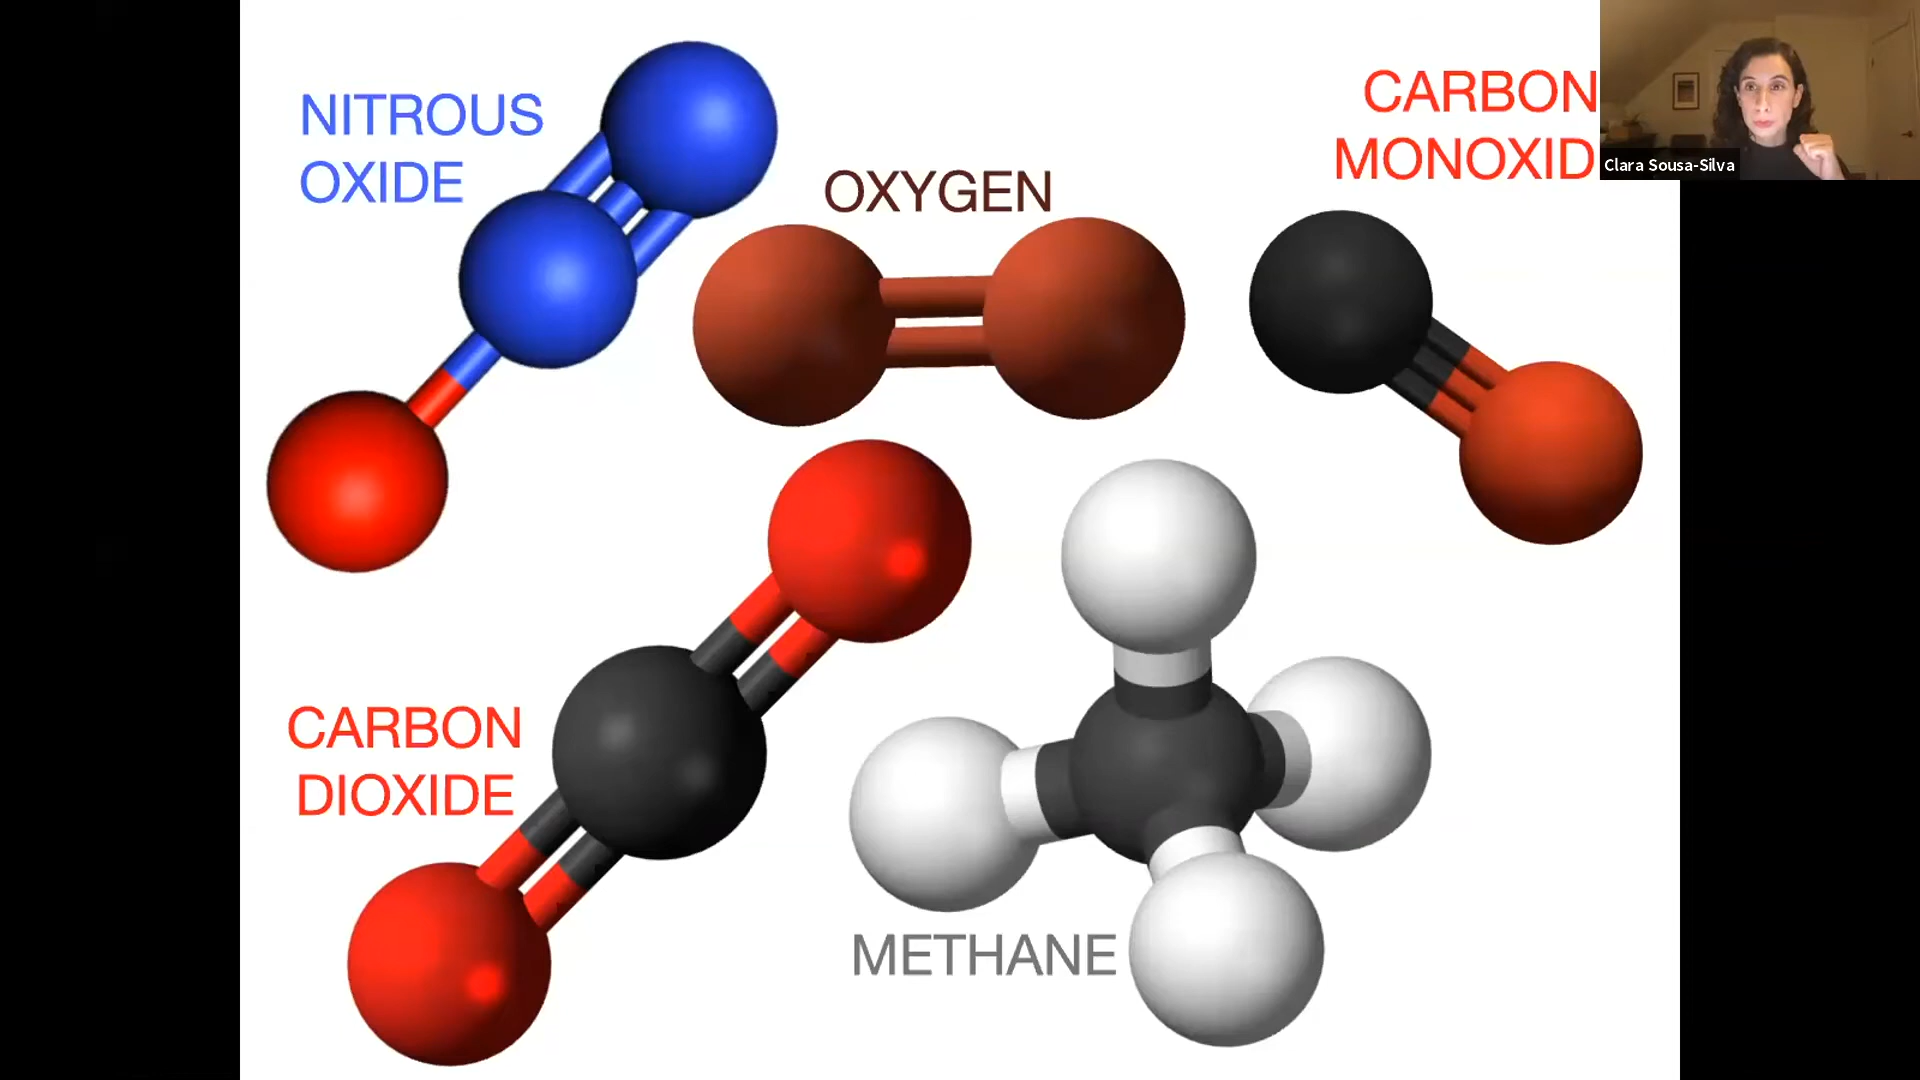 NITROUS
OXIDE
OXYGEN
CARBON
MONOXID
Clara Sousa-Silva
CARBON
DIOXIDE
METHANE